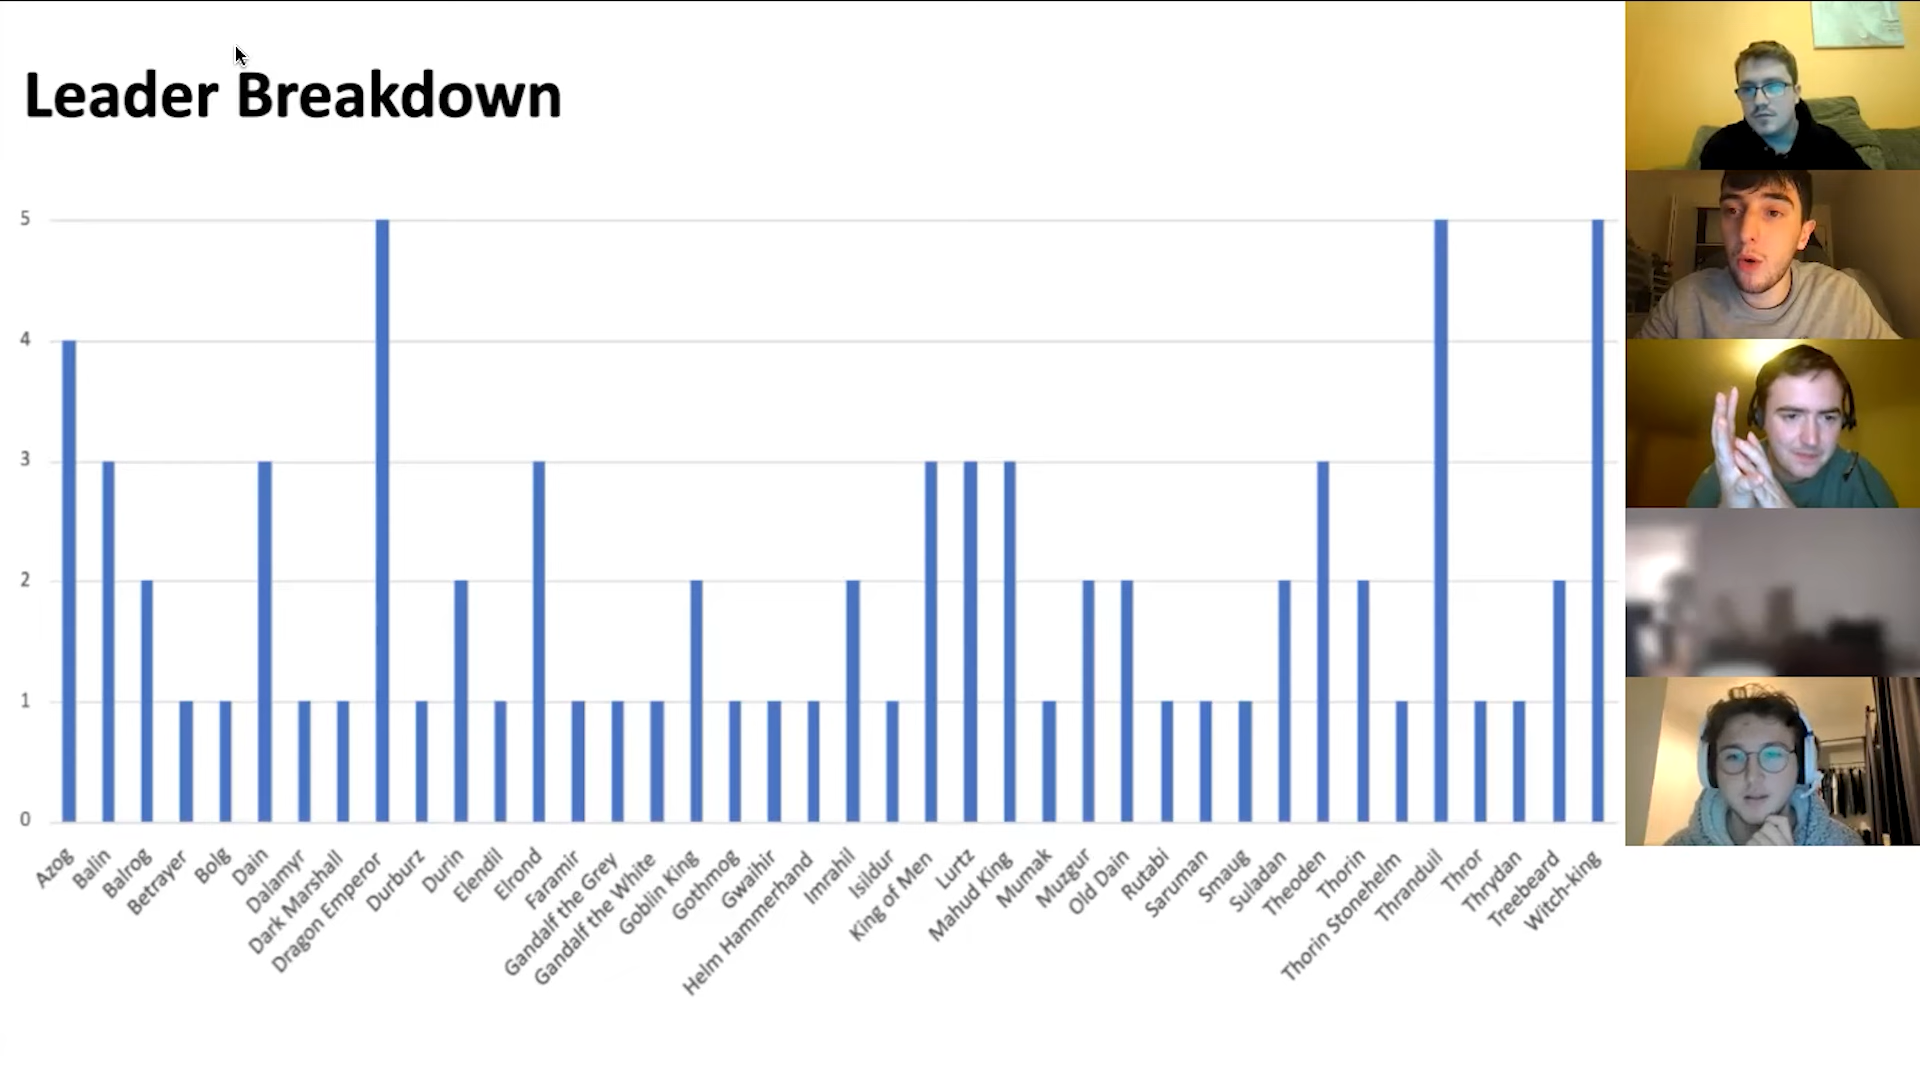 Leader Breakdown
5
4
3
2
1
0
Azog
Balin
Balrog
Betrayer
Bolg
Dain
Dalamyr
Dark Marshall
Dragon Emperor
Durburz
Durin
Elendil
Elrond
Faramir
Gandalf the Grey
Gandalf the White
Goblin King
Gothmog
Gwaihir
Helm Hammerhand
Imrahil
Isildur
King of Men
Lurtz
Mahud King
Mumak
Muzgur
Old Dain
Rutabi
Saruman
Smaug
Suladan
Theoden
Thorin
Thorin Stonehelm
Thranduil
Thror
Thrydan
Treebeard
Witch-king